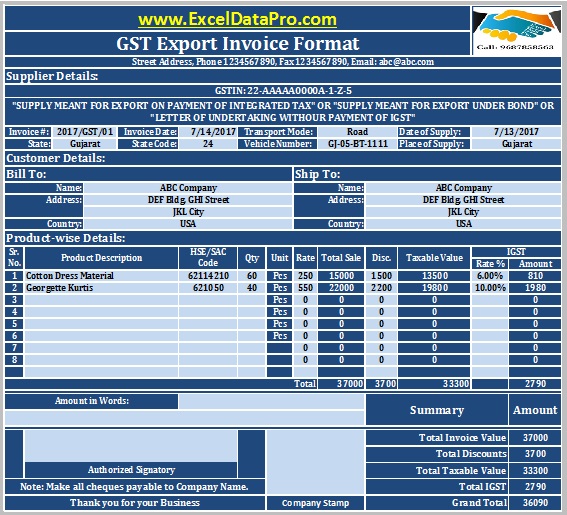 www.ExcelDataPro.com
GST Export Invoice Format
Call: 9687858563
Street Address, Phone 1234567890, Fax 1234567890, Email: abc@abc.com
Supplier Details:
GSTIN: 22-AAAAA0000A-1-Z-5
"SUPPLY MEANT FOR EXPORT ON PAYMENT OF INTEGRATED TAX" OR "SUPPLY MEANT FOR EXPORT UNDER BOND" OR
"LETTER OF UNDERTAKING WITHOUR PAYMENT OF IGST"
Invoice #: 2017/GST/01 Invoice Date: 7/14/2017 Transport Mode: Road Date of Supply: 7/13/2017
State: Gujarat State Code: 24 Vehicle Number: GJ-05-BT-1111 Place of Supply: Gujarat
Customer Details:
Bill To: Ship To:
Name: ABC Company Name: ABC Company
Address: DEF Bldg, GHI Street Address: DEF Bldg, GHI Street
JKL City JKL City
Country: USA Country: USA
Product-wise Details:
Sr. No. Product Description HSE/SAC Code Qty Unit Rate Total Sale Disc. Taxable Value IGST
Rate % Amount
1 Cotton Dress Material 62114210 60 Pcs 250 15000 1500 13500 6.00% 810
2 Georgette Kurtis 621050 40 Pcs 550 22000 2200 19800 10.00% 1980
3 Pcs 0 0 0 0
4 Pcs 0 0 0 0
5 Pcs 0 0 0 0
6 Pcs 0 0 0 0
7 0 0 0 0
8 0 0 0 0
Total 37000 3700 33300 2790
Amount in Words:
Summary Amount
Total Invoice Value 37000
Total Discounts 3700
Total Taxable Value 33300
Authorized Signatory
Note: Make all cheques payable to Company Name. Total IGST 2790
Thank you for your Business Company Stamp Grand Total 36090